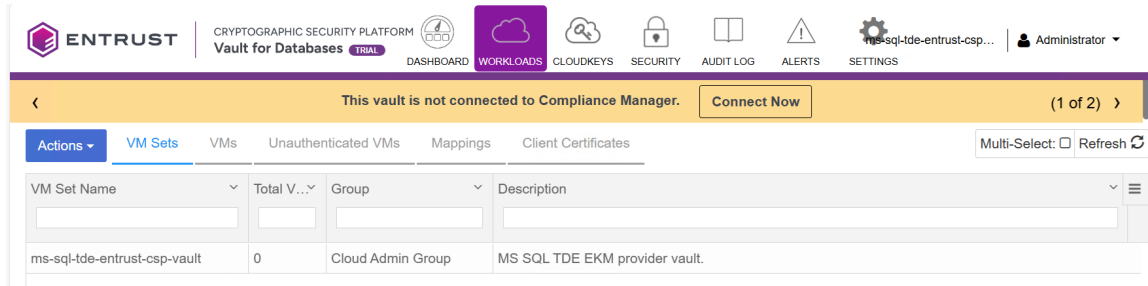 ENTRUST
CRYPTOGRAPHIC SECURITY PLATFORM
Vault for Databases TRIAL
DASHBOARD WORKLOADS CLOUDKEYS SECURITY AUDIT LOG ALERTS SETTINGS
ms-sql-tde-entrust-csp... Administrator
This vault is not connected to Compliance Manager. Connect Now (1 of 2)
Actions VM Sets VMs Unauthenticated VMs Mappings Client Certificates Multi-Select: Refresh
VM Set Name Total V... Group Description
ms-sql-tde-entrust-csp-vault 0 Cloud Admin Group MS SQL TDE EKM provider vault.